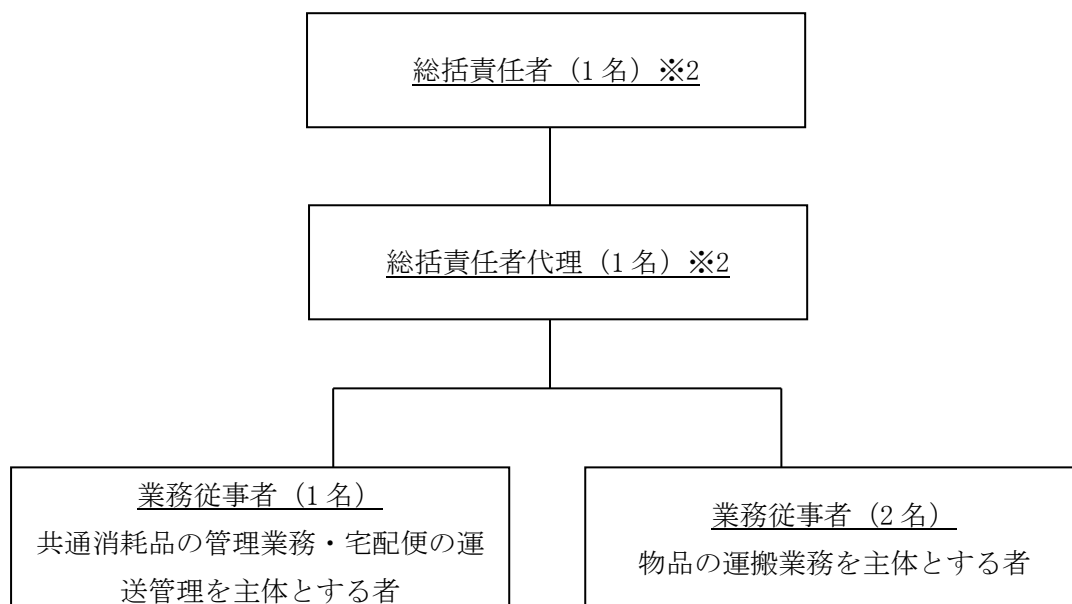 総括責任者（1 名）※2
総括責任者代理（1 名）※2
業務従事者（1 名）
共通消耗品の管理業務・宅配便の運
送管理を主体とする者
業務従事者（2 名）
物品の運搬業務を主体とする者